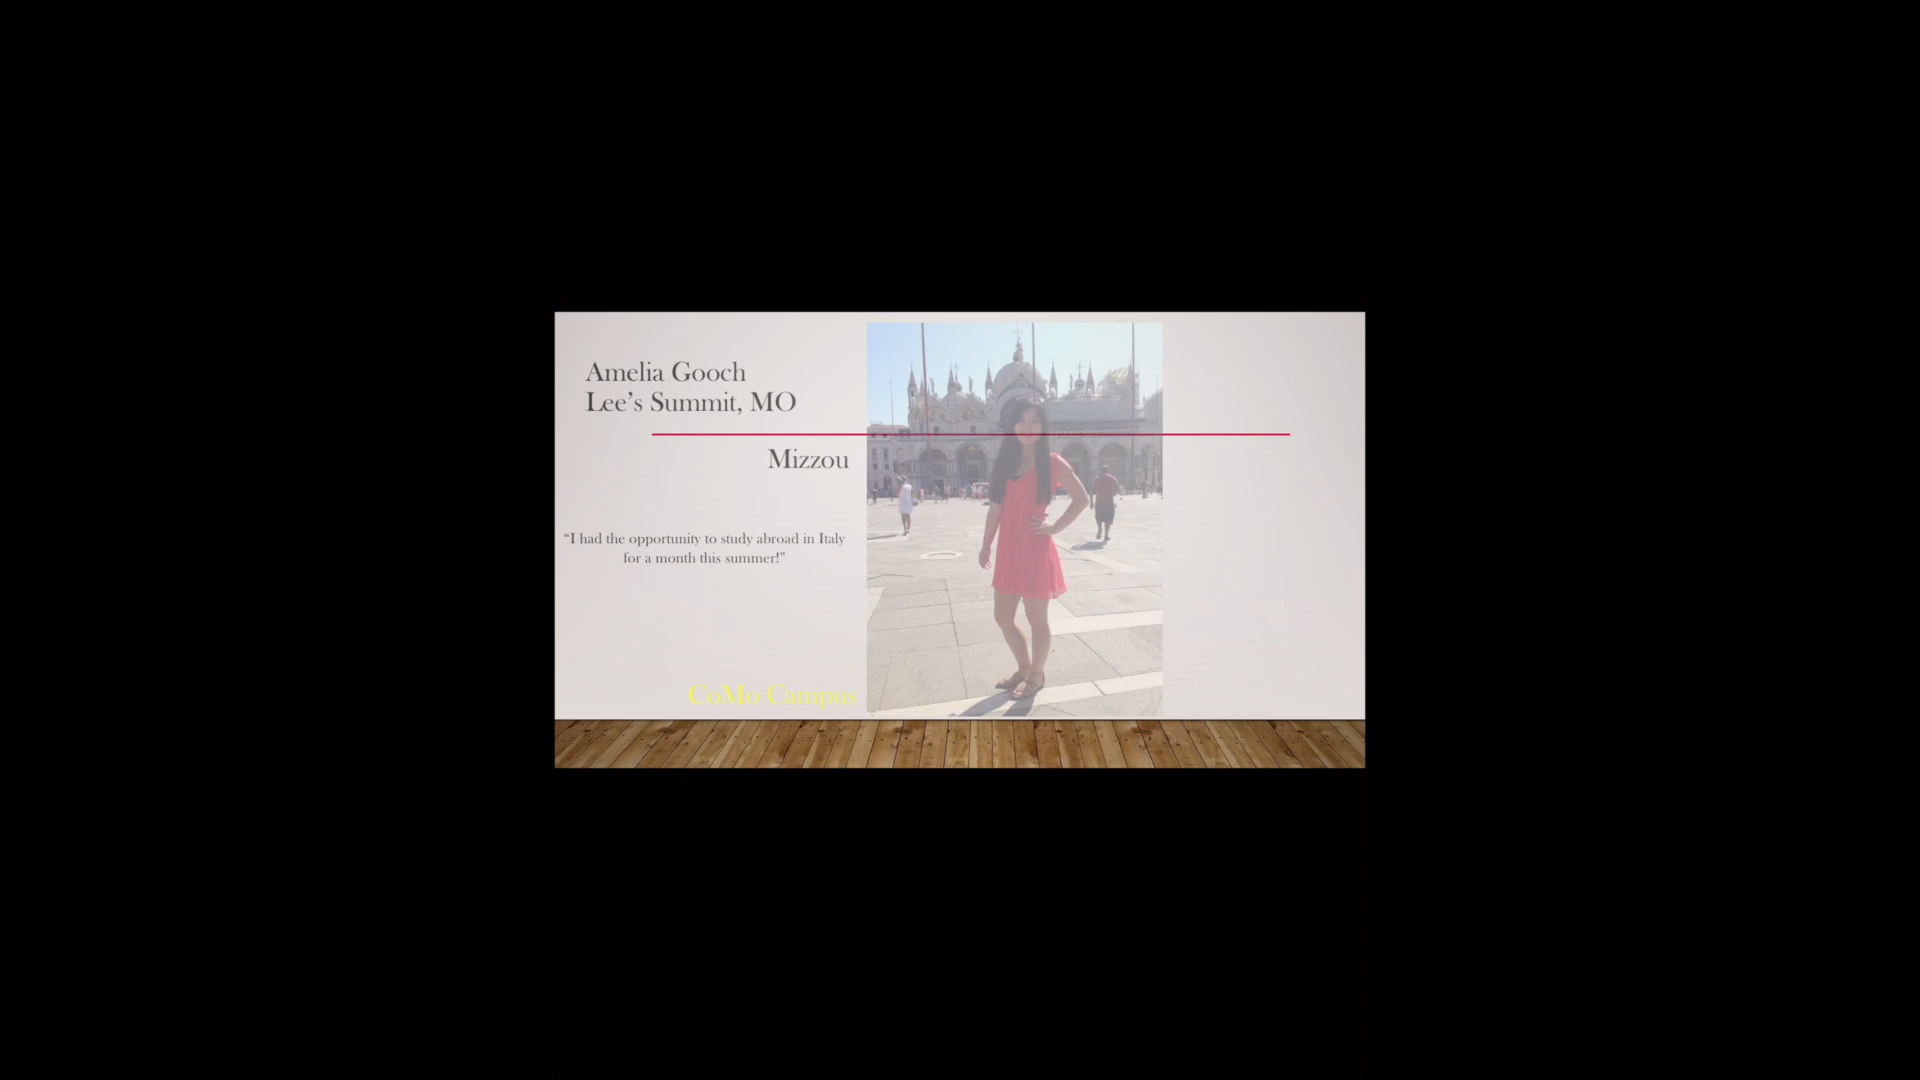 Amelia Gooch
Lee’s Summit, MO
Mizzou
“I had the opportunity to study abroad in Italy
for a month this summer!”
CoMo Campus